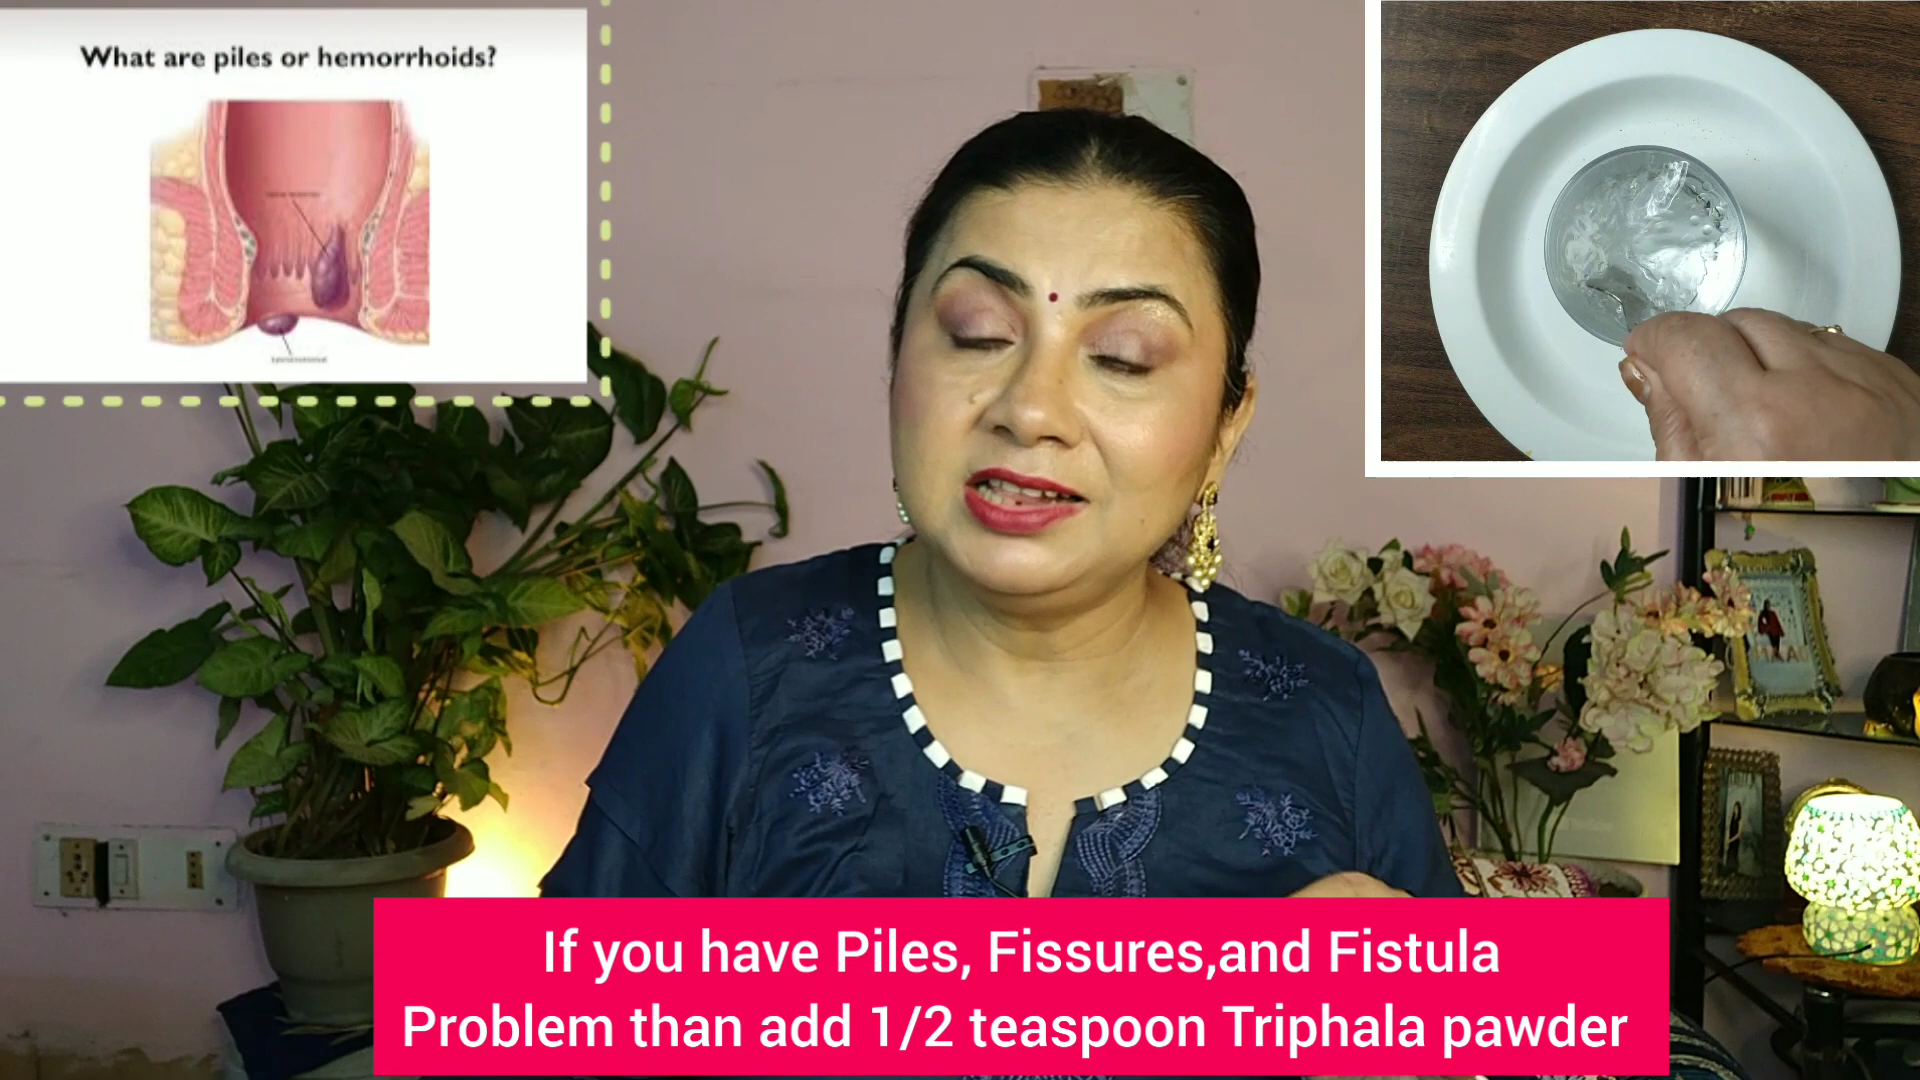 What are piles or hemorrhoids?
If you have Piles, Fissures,and Fistula
Problem than add 1/2 teaspoon Triphala pawder